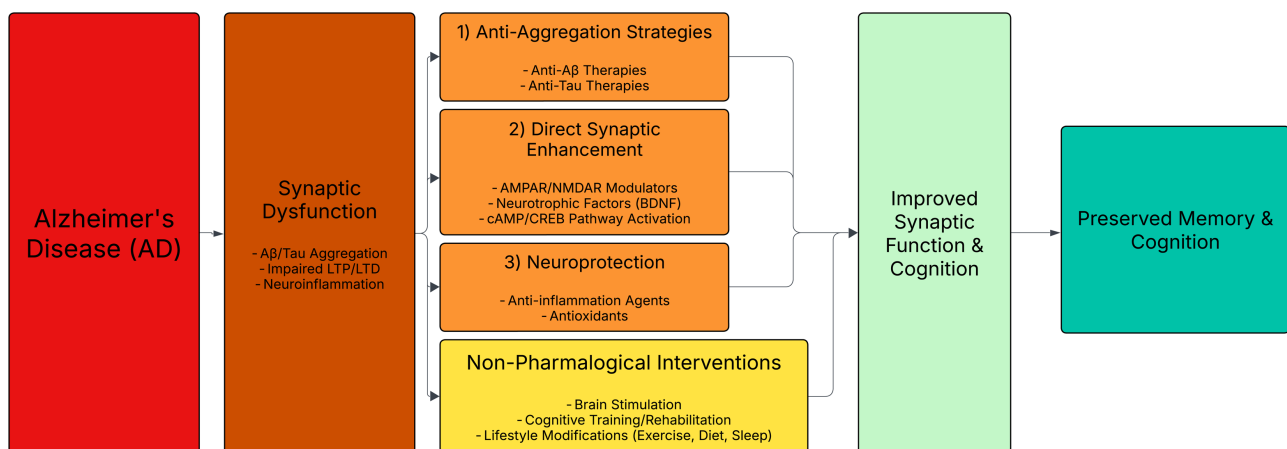 Alzheimer's
Disease (AD)
Synaptic
Dysfunction
- Aβ/Tau Aggregation
- Impaired LTP/LTD
- Neuroinflammation
1) Anti-Aggregation Strategies
- Anti-Aβ Therapies
- Anti-Tau Therapies
2) Direct Synaptic
Enhancement
- AMPAR/NMDAR Modulators
- Neurotrophic Factors (BDNF)
- cAMP/CREB Pathway Activation
3) Neuroprotection
- Anti-inflammation Agents
- Antioxidants
Non-Pharmalogical Interventions
- Brain Stimulation
- Cognitive Training/Rehabilitation
- Lifestyle Modifications (Exercise, Diet, Sleep)
Improved
Synaptic
Function &
Cognition
Preserved Memory &
Cognition